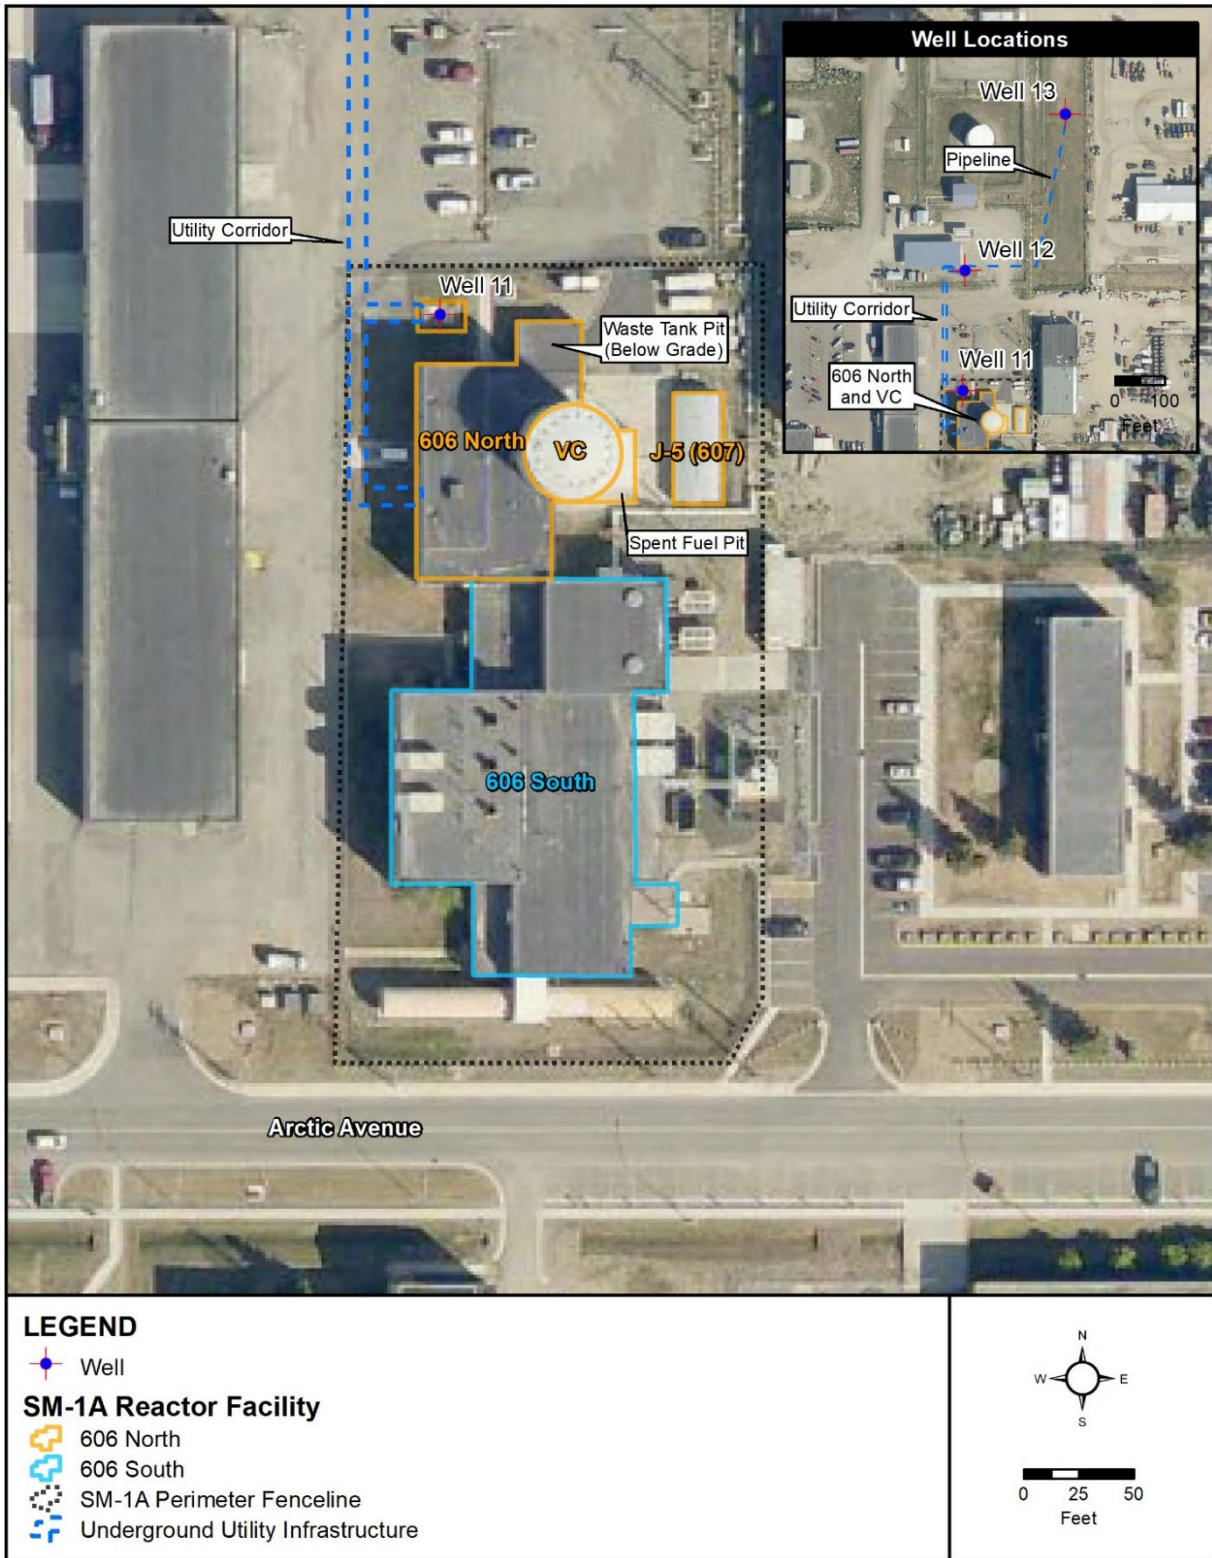 Well Locations
Well 13
Pipeline
Well 12
Utility Corridor
Well 11
606 North
and VC
0 100
Feet
Utility Corridor
Well 11
Waste Tank Pit
(Below Grade)
606 North
VC
J-5 (607)
Spent Fuel Pit
606 South
Arctic Avenue
LEGEND
Well
SM-1A Reactor Facility
606 North
606 South
SM-1A Perimeter Fenceline
Underground Utility Infrastructure
N
W E
S
0 25 50
Feet